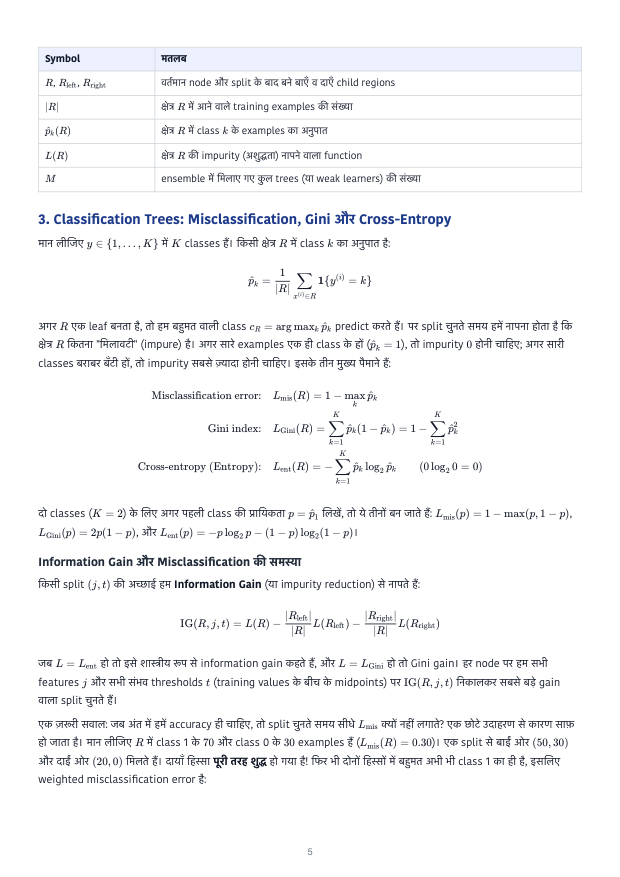 Symbol मतलब
R, R_left, R_right वर्तमान node और split के बाद बने बाएँ व दाएँ child regions
|R| क्षेत्र R में आने वाले training examples की संख्या
p̂_k(R) क्षेत्र R में class k के examples का अनुपात
L(R) क्षेत्र R की impurity (अशुद्धता) नापने वाला function
M ensemble में मिलाए गए कुल trees (या weak learners) की संख्या
3. Classification Trees: Misclassification, Gini और Cross-Entropy
मान लीजिए y ∈ {1, …, K} में K classes हैं। किसी क्षेत्र R में class k का अनुपात है:
p̂_k = 1/|R| ∑_{x^(i)∈R} 1{y^(i) = k}
अगर R एक leaf बनता है, तो हम बहुमत वाली class c_R = arg max_k p̂_k predict करते हैं। पर split चुनते समय हमें नापना होता है कि
क्षेत्र R कितना "मिलावटी" (impure) है। अगर सारे examples एक ही class के हों (p̂_k = 1), तो impurity 0 होनी चाहिए; अगर सारी
classes बराबर बँटी हों, तो impurity सबसे ज़्यादा होनी चाहिए। इसके तीन मुख्य पैमाने हैं:
Misclassification error: L_mis(R) = 1 − max_k p̂_k
Gini index: L_Gini(R) = ∑_{k=1}^{K} p̂_k(1 − p̂_k) = 1 − ∑_{k=1}^{K} p̂_k^2
Cross-entropy (Entropy): L_ent(R) = − ∑_{k=1}^{K} p̂_k log_2 p̂_k (0 log_2 0 = 0)
दो classes (K = 2) के लिए अगर पहली class की प्रायिकता p = p̂_1 लिखें, तो ये तीनों बन जाते हैं: L_mis(p) = 1 − max(p, 1 − p),
L_Gini(p) = 2p(1 − p), और L_ent(p) = −p log_2 p − (1 − p) log_2(1 − p)।
Information Gain और Misclassification की समस्या
किसी split (j, t) की अच्छाई हम Information Gain (या impurity reduction) से नापते हैं:
IG(R, j, t) = L(R) − |R_left|/|R| L(R_left) − |R_right|/|R| L(R_right)
जब L = L_ent हो तो इसे शास्त्रीय रूप से information gain कहते हैं, और L = L_Gini हो तो Gini gain। हर node पर हम सभी
features j और सभी संभव thresholds t (training values के बीच के midpoints) पर IG(R, j, t) निकालकर सबसे बड़े gain
वाला split चुनते हैं।
एक ज़रूरी सवाल: जब अंत में हमें accuracy ही चाहिए, तो split चुनते समय सीधे L_mis क्यों नहीं लगाते? एक छोटे उदाहरण से कारण साफ़
हो जाता है। मान लीजिए R में class 1 के 70 और class 0 के 30 examples हैं (L_mis(R) = 0.30)। एक split से बाईं ओर (50, 30)
और दाईं ओर (20, 0) मिलते हैं। दायाँ हिस्सा पूरी तरह शुद्ध हो गया है! फिर भी दोनों हिस्सों में बहुमत अभी भी class 1 का ही है, इसलिए
weighted misclassification error है:
5